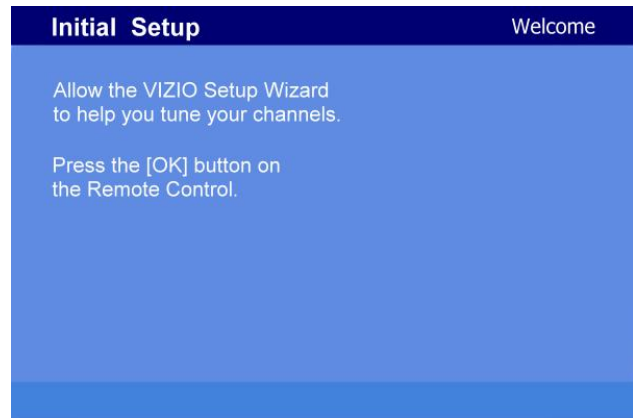 Initial Setup
Welcome
Allow the VIZIO Setup Wizard
to help you tune your channels.
Press the [OK] button on
the Remote Control.